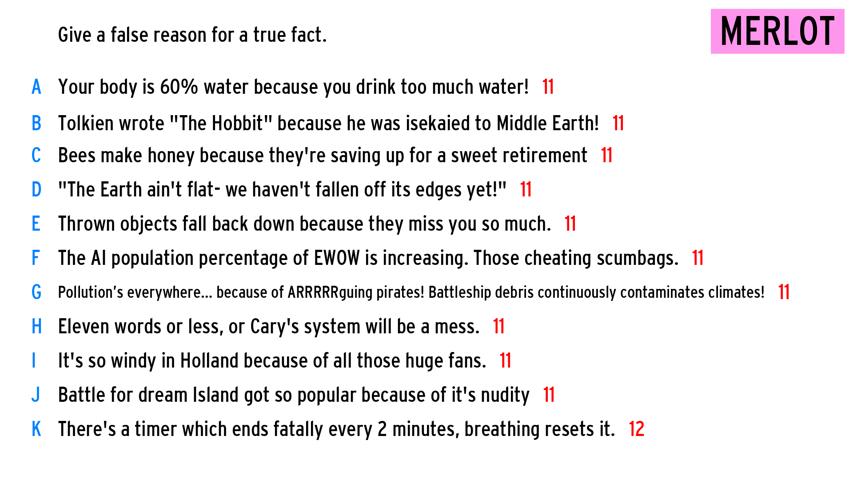 Give a false reason for a true fact.
MERLOT
A Your body is 60% water because you drink too much water! 11
B Tolkien wrote "The Hobbit" because he was isekaied to Middle Earth! 11
C Bees make honey because they're saving up for a sweet retirement 11
D "The Earth ain't flat- we haven't fallen off its edges yet!" 11
E Thrown objects fall back down because they miss you so much. 11
F The AI population percentage of EWOW is increasing. Those cheating scumbags. 11
G Pollution's everywhere... because of ARRRRRguing pirates! Battleship debris continuously contaminates climates! 11
H Eleven words or less, or Cary's system will be a mess. 11
I It's so windy in Holland because of all those huge fans. 11
J Battle for dream Island got so popular because of it's nudity 11
K There's a timer which ends fatally every 2 minutes, breathing resets it. 12